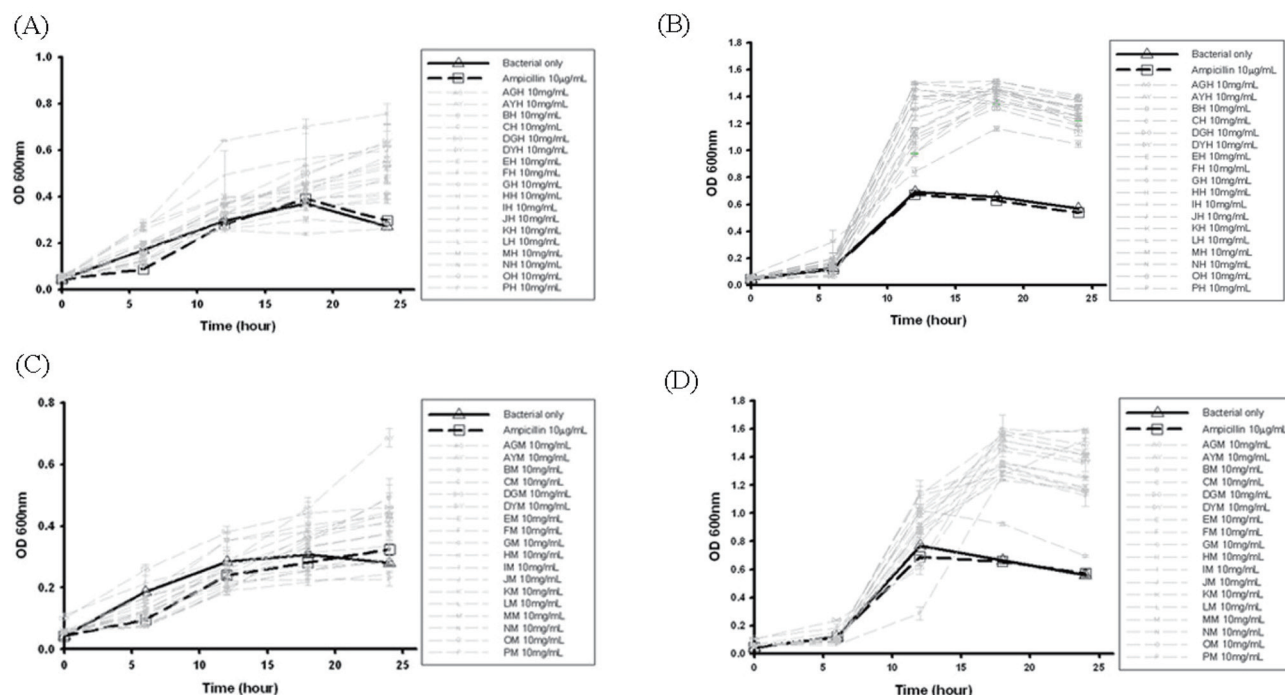 (A)
1.0
0.8
0.6
0.4
0.2
0.0
OD 600nm
0 5 10 15 20 25
Time (hour)
Bacterial only
Ampicillin 10µg/mL
AGH 10mg/mL
AYH 10mg/mL
BH 10mg/mL
CH 10mg/mL
DGH 10mg/mL
DYH 10mg/mL
EH 10mg/mL
FH 10mg/mL
GH 10mg/mL
HH 10mg/mL
IH 10mg/mL
JH 10mg/mL
KH 10mg/mL
LH 10mg/mL
MH 10mg/mL
NH 10mg/mL
OH 10mg/mL
PH 10mg/mL
(B)
1.8
1.6
1.4
1.2
1.0
0.8
0.6
0.4
0.2
0.0
OD 600nm
0 5 10 15 20 25
Time (hour)
Bacterial only
Ampicillin 10µg/mL
AGH 10mg/mL
AYH 10mg/mL
BH 10mg/mL
CH 10mg/mL
DGH 10mg/mL
DYH 10mg/mL
EH 10mg/mL
FH 10mg/mL
GH 10mg/mL
HH 10mg/mL
IH 10mg/mL
JH 10mg/mL
KH 10mg/mL
LH 10mg/mL
MH 10mg/mL
NH 10mg/mL
OH 10mg/mL
PH 10mg/mL
(C)
0.8
0.6
0.4
0.2
0.0
OD 600nm
0 5 10 15 20 25
Time (hour)
Bacterial only
Ampicillin 10µg/mL
AGM 10mg/mL
AYM 10mg/mL
BM 10mg/mL
CM 10mg/mL
DGM 10mg/mL
DYM 10mg/mL
EM 10mg/mL
FM 10mg/mL
GM 10mg/mL
HM 10mg/mL
IM 10mg/mL
JM 10mg/mL
KM 10mg/mL
LM 10mg/mL
MM 10mg/mL
NM 10mg/mL
OM 10mg/mL
PM 10mg/mL
(D)
1.8
1.6
1.4
1.2
1.0
0.8
0.6
0.4
0.2
0.0
OD 600nm
0 5 10 15 20 25
Time (hour)
Bacterial only
Ampicillin 10µg/mL
AGM 10mg/mL
AYM 10mg/mL
BM 10mg/mL
CM 10mg/mL
DGM 10mg/mL
DYM 10mg/mL
EM 10mg/mL
FM 10mg/mL
GM 10mg/mL
HM 10mg/mL
IM 10mg/mL
JM 10mg/mL
KM 10mg/mL
LM 10mg/mL
MM 10mg/mL
NM 10mg/mL
OM 10mg/mL
PM 10mg/mL